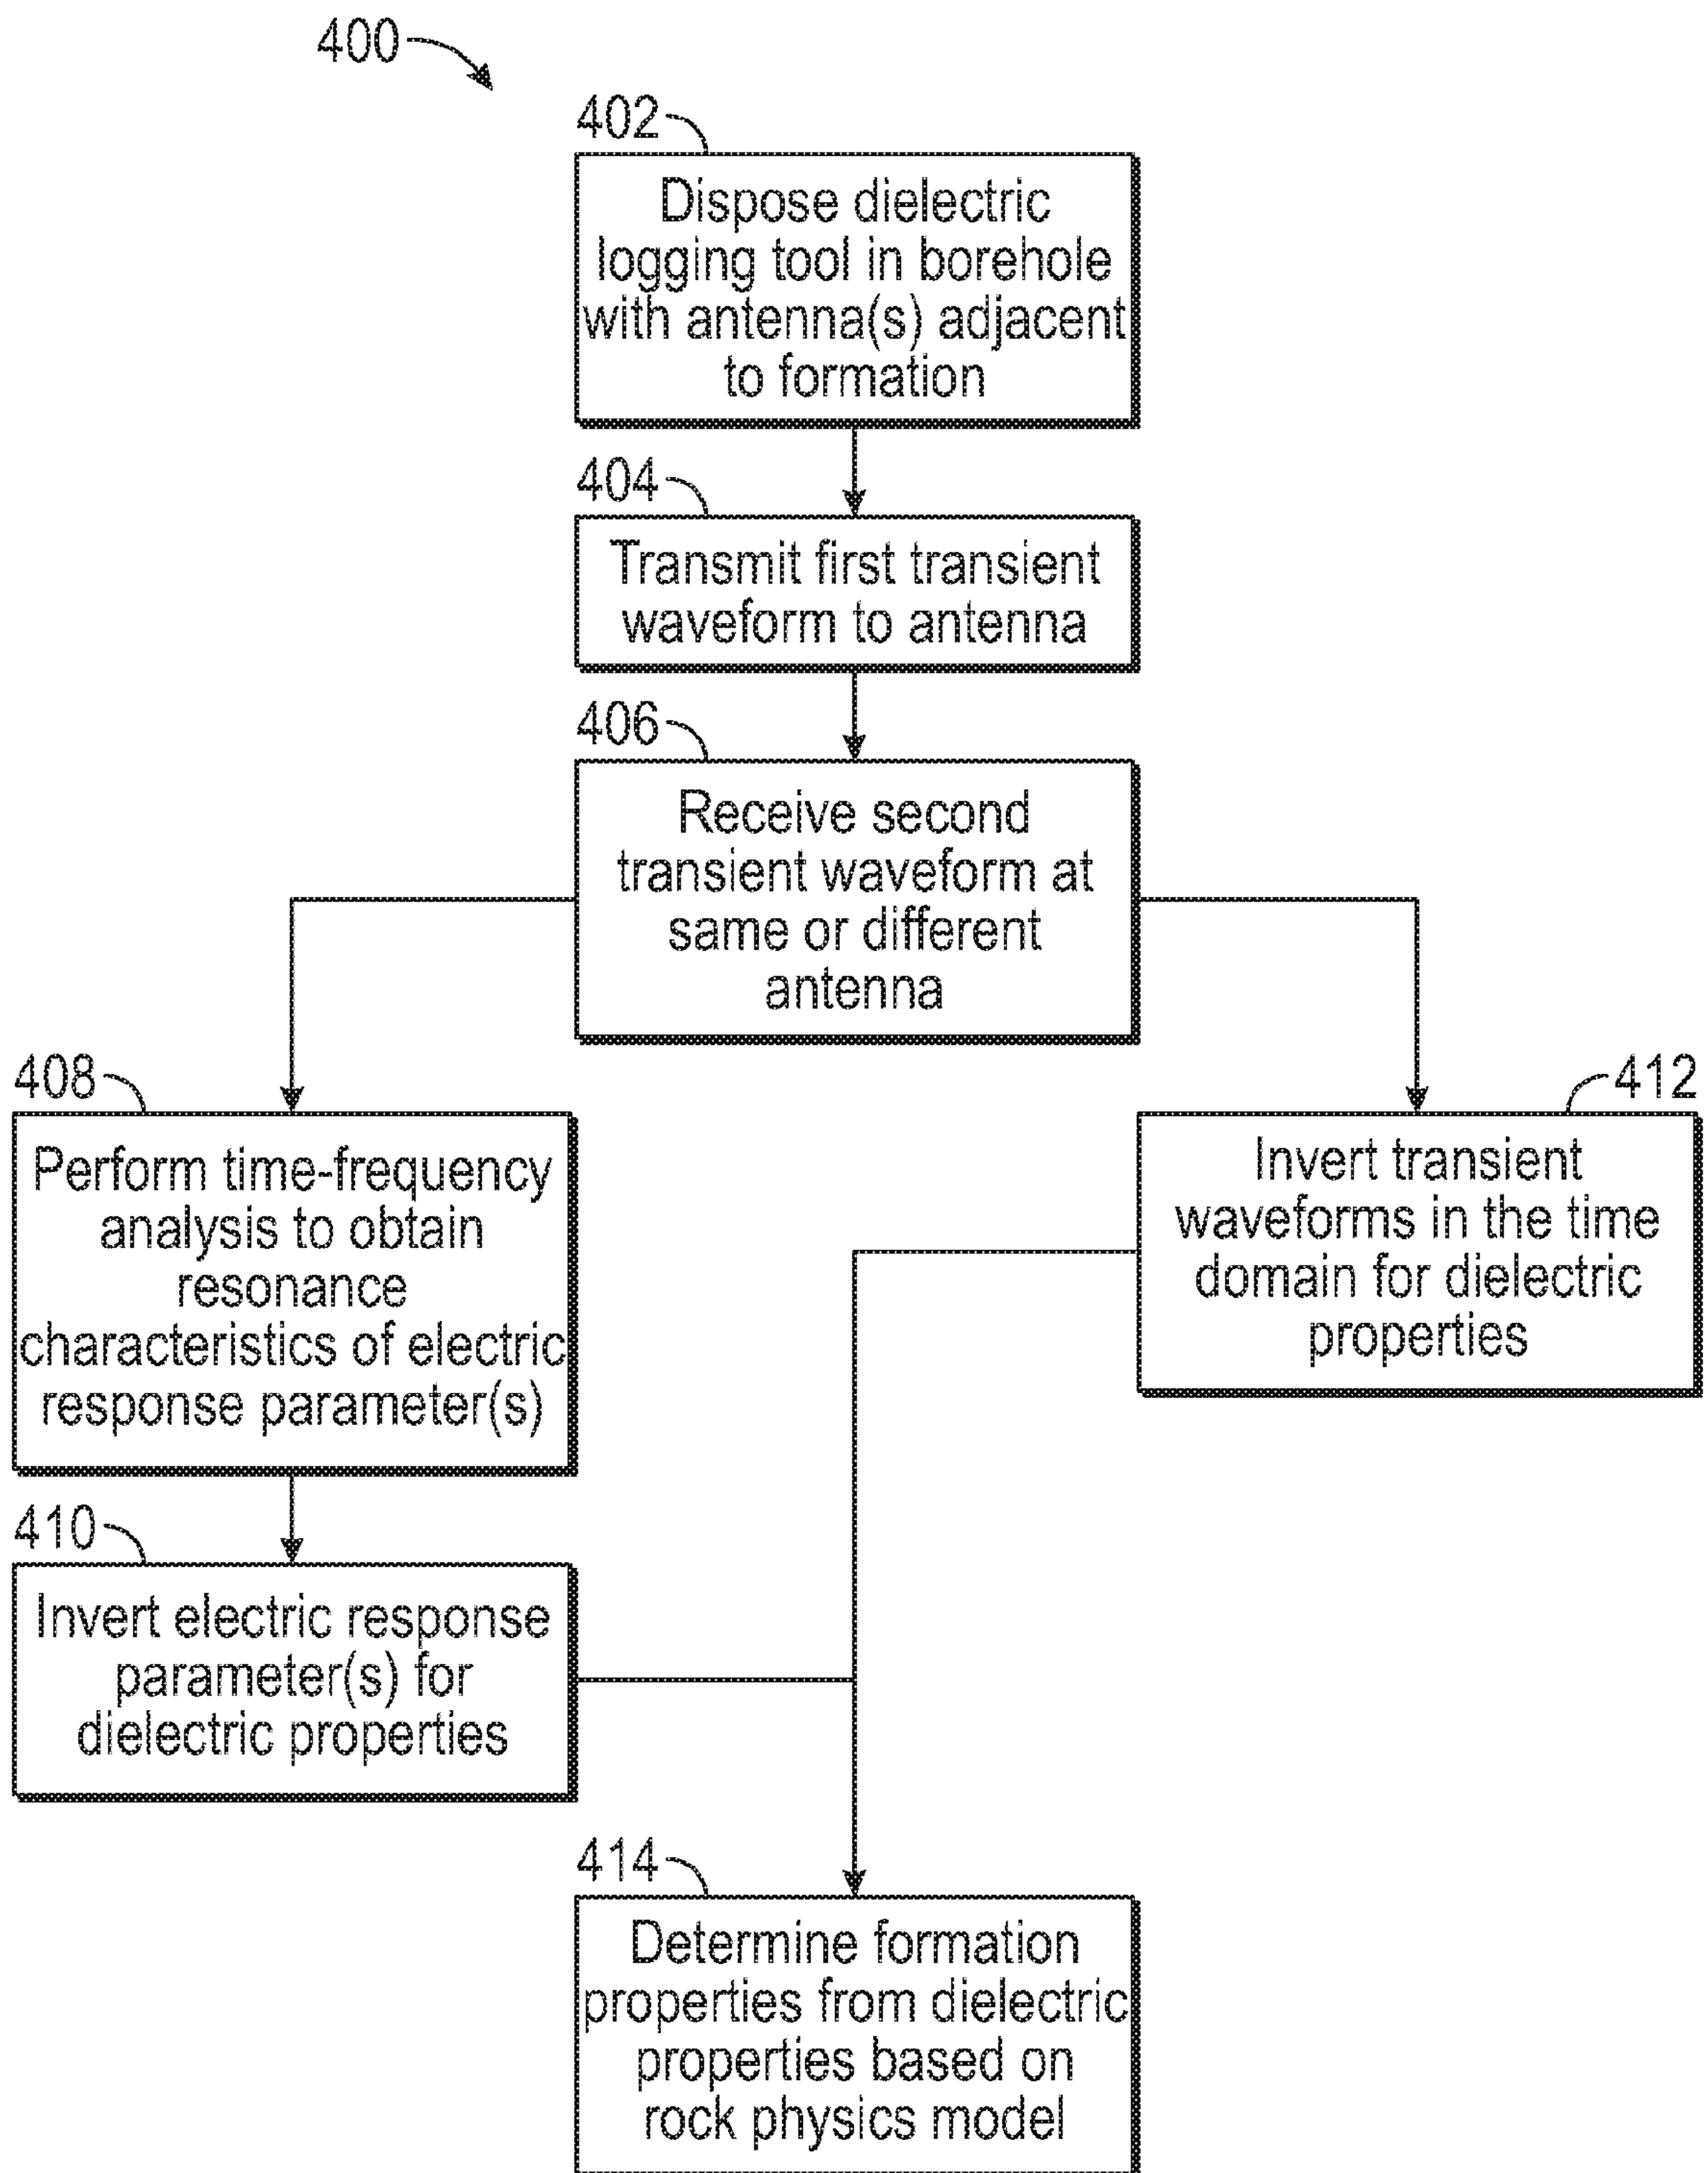 400
402
Dispose dielectric
logging tool in borehole
with antenna(s) adjacent
to formation
404
Transmit first transient
waveform to antenna
406
Receive second
transient waveform at
same or different
antenna
408
Perform time-frequency
analysis to obtain
resonance
characteristics of electric
response parameter(s)
412
Invert transient
waveforms in the time
domain for dielectric
properties
410
Invert electric response
parameter(s) for
dielectric properties
414
Determine formation
properties from dielectric
properties based on
rock physics model